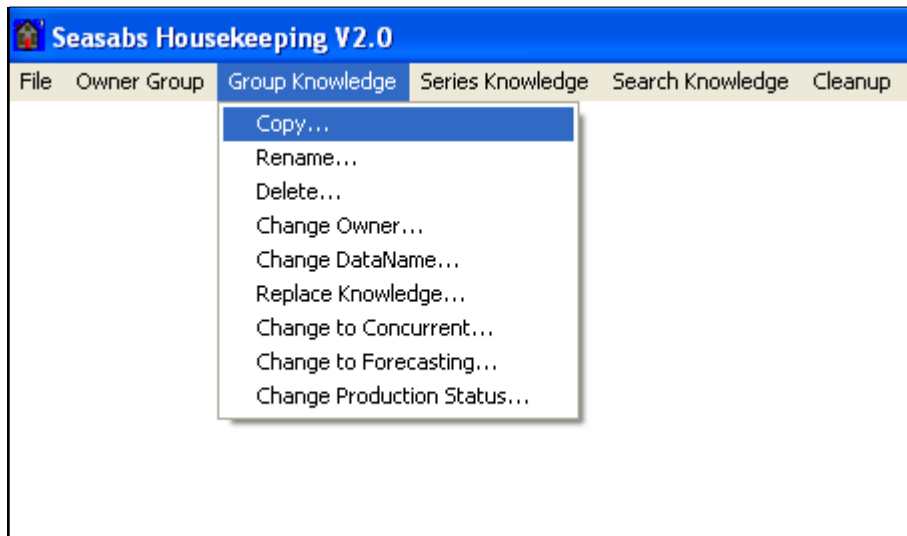 Seasabs Housekeeping V2.0
File Owner Group Group Knowledge Series Knowledge Search Knowledge Cleanup
Copy...
Rename...
Delete...
Change Owner...
Change DataName...
Replace Knowledge...
Change to Concurrent...
Change to Forecasting...
Change Production Status...